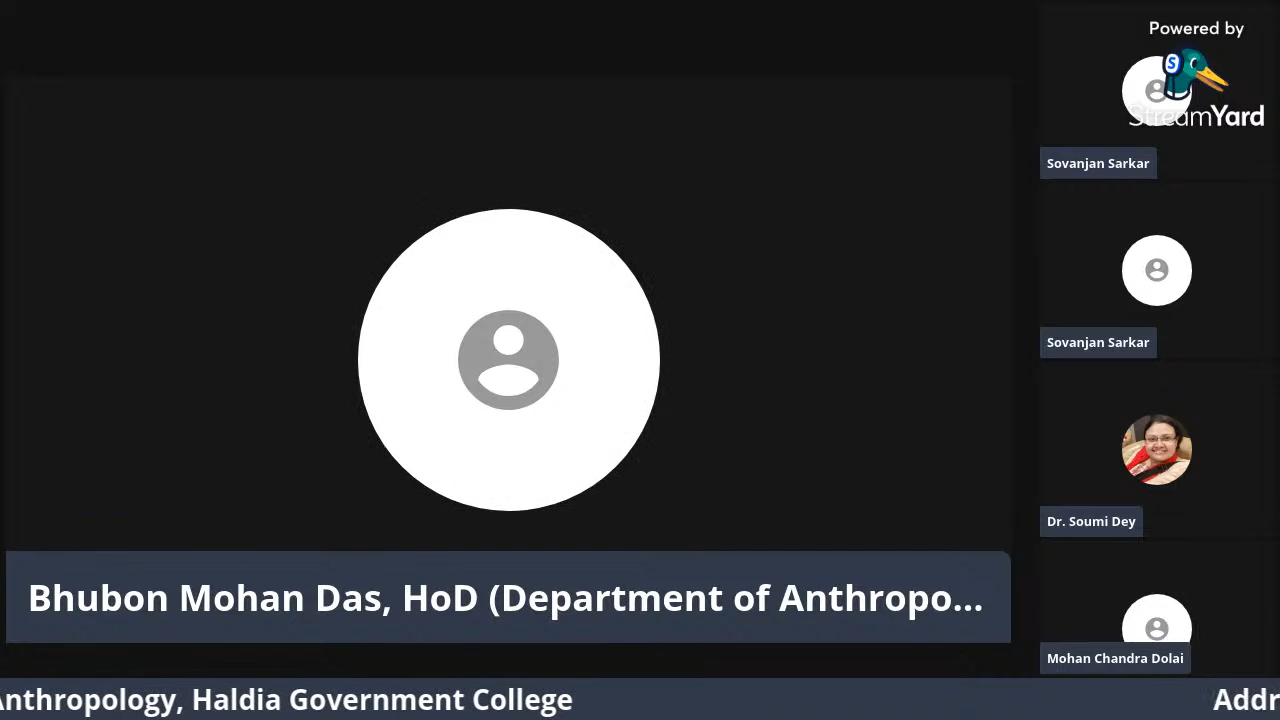 Powered by
S
StreamYard
Sovanjan Sarkar
Sovanjan Sarkar
Dr. Soumi Dey
Mohan Chandra Dolai
Bhubon Mohan Das, HoD (Department of Anthropo...
Anthropology, Haldia Government College
Addr